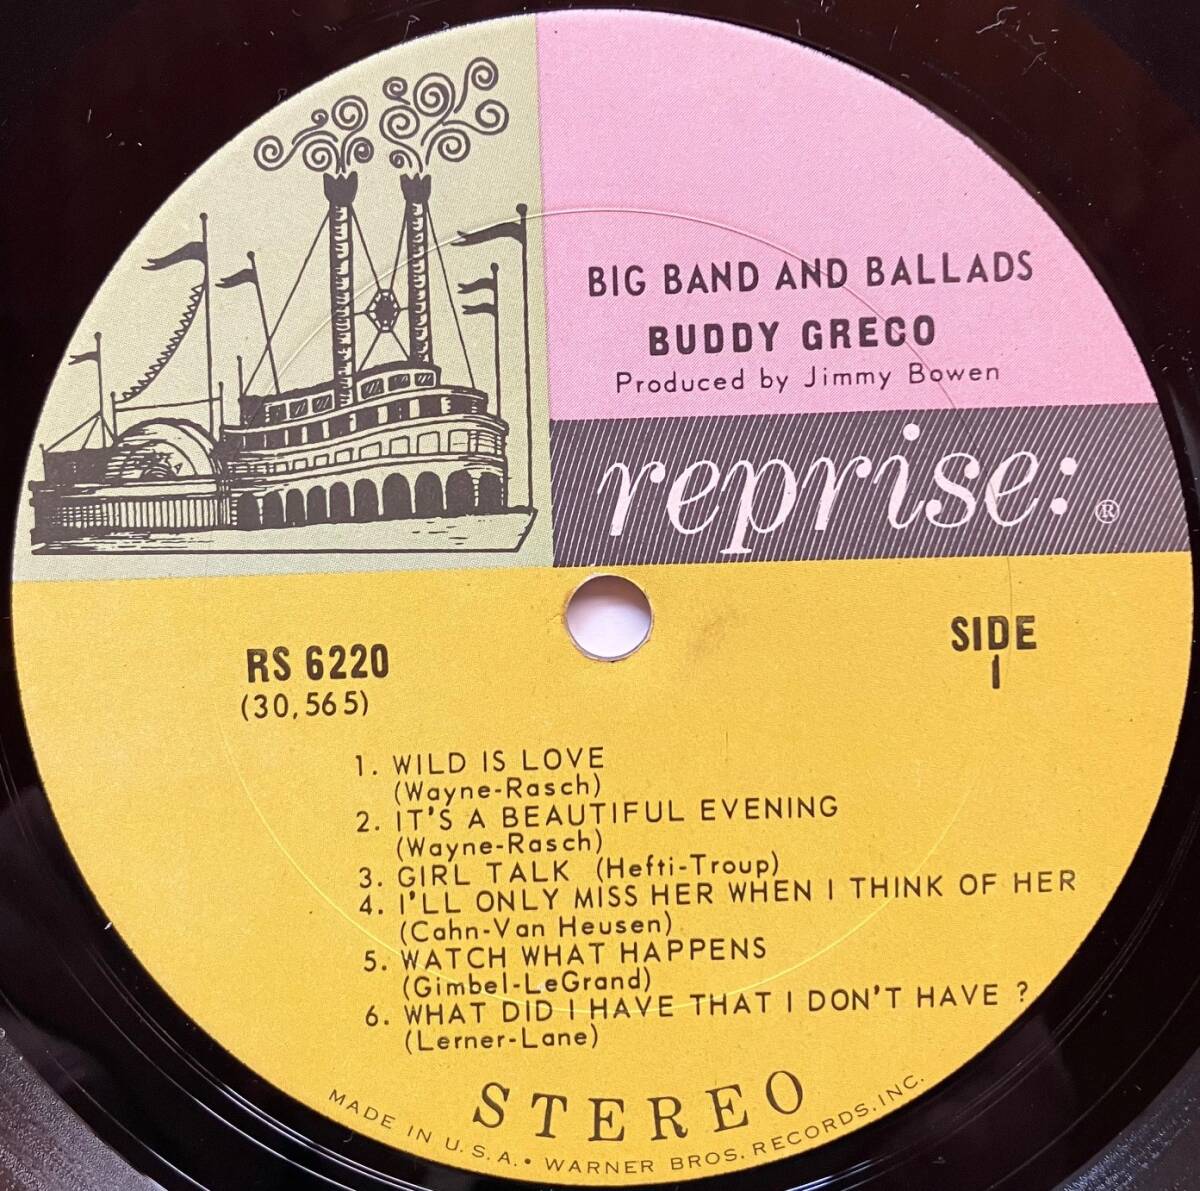 BIG BAND AND BALLADS
BUDDY GRECO
Produced by Jimmy Bowen
reprise: ®
RS 6220
(30,565)
SIDE
1
1. WILD IS LOVE
(Wayne-Rasch)
2. IT'S A BEAUTIFUL EVENING
(Wayne-Rasch)
3. GIRL TALK (Hefti-Troup)
4. I'LL ONLY MISS HER WHEN I THINK OF HER
(Cahn-Van Heusen)
5. WATCH WHAT HAPPENS
(Gimbel-LeGrand)
6. WHAT DID I HAVE THAT I DON'T HAVE ?
(Lerner-Lane)
STEREO
MADE IN U.S.A. • WARNER BROS. RECORDS, INC.